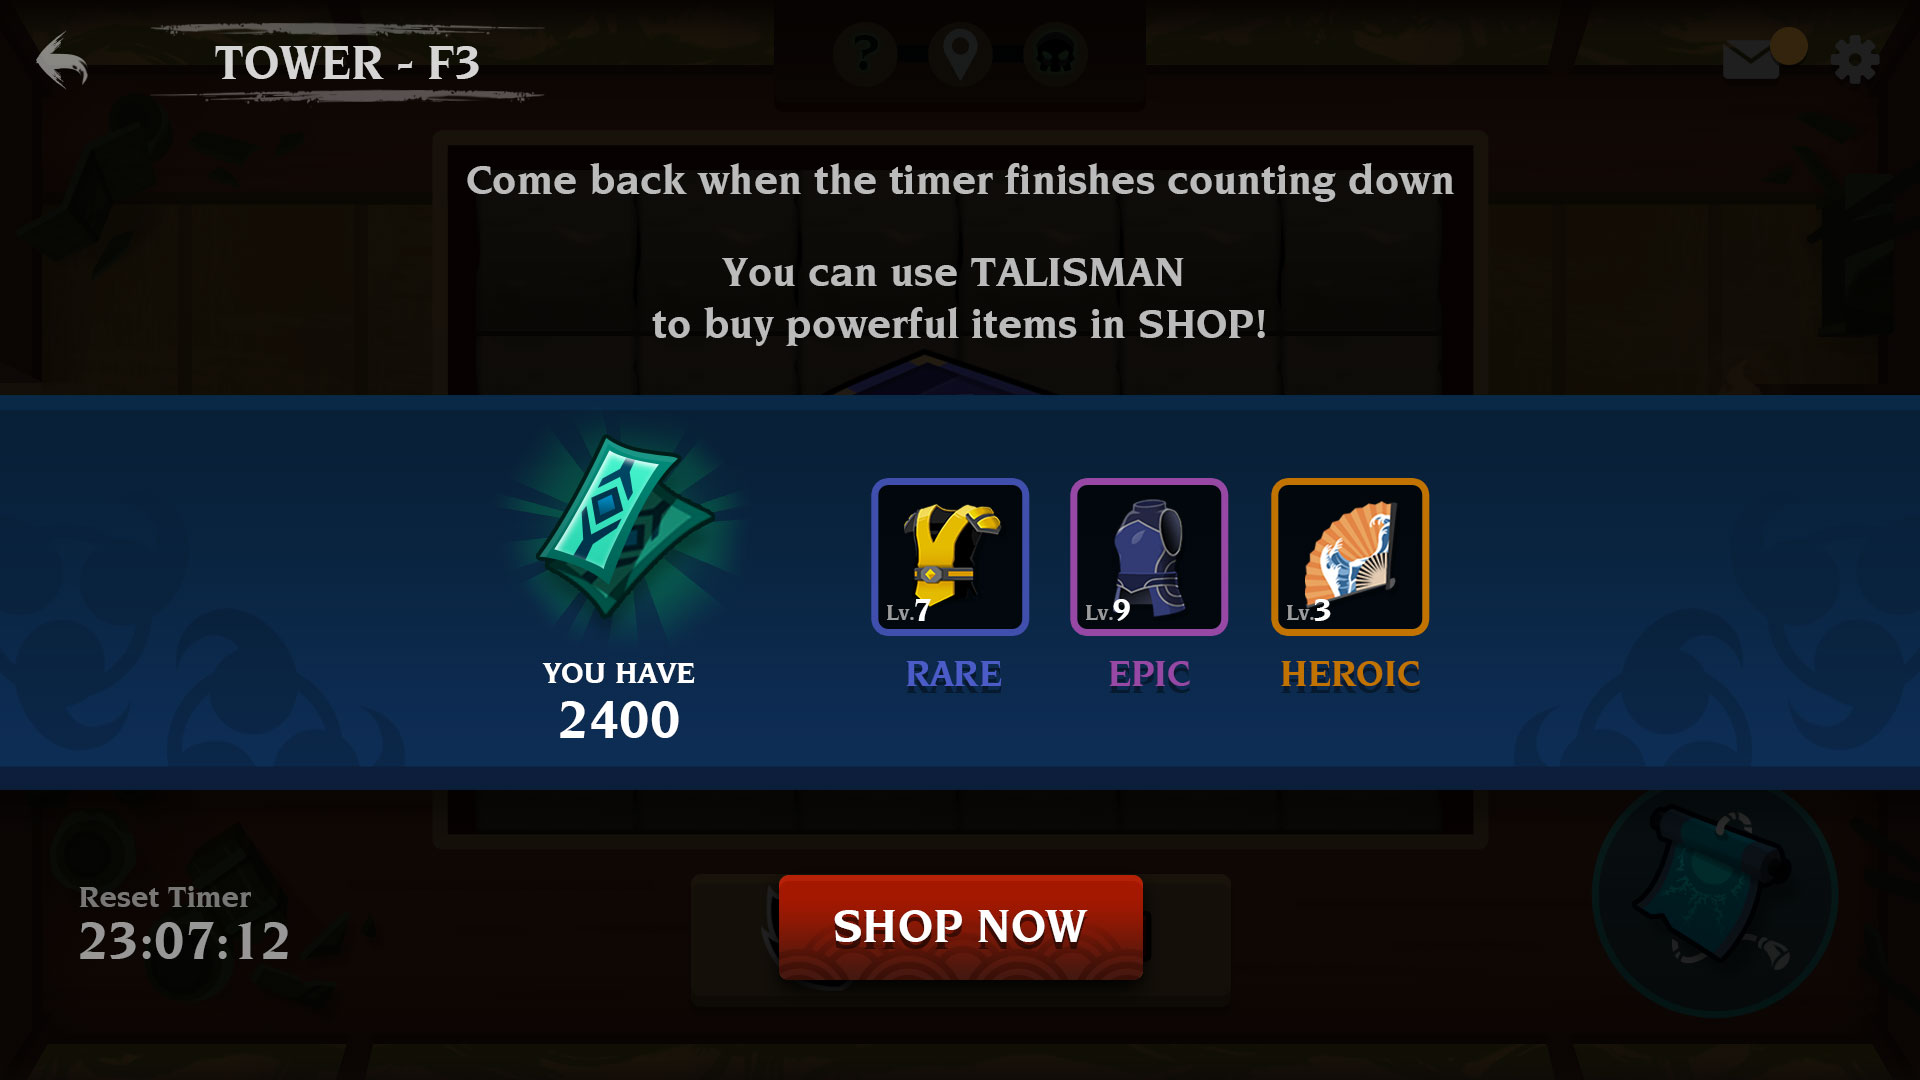 TOWER - F3
?
Come back when the timer finishes counting down
You can use TALISMAN
to buy powerful items in SHOP!
Lv.7
Lv.9
Lv.3
RARE
EPIC
HEROIC
YOU HAVE
2400
Reset Timer
23:07:12
SHOP NOW